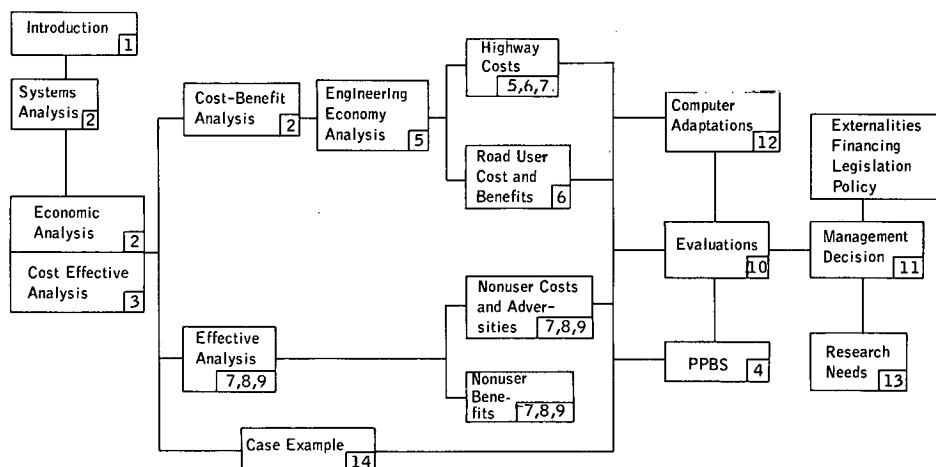 Introduction
1
Systems
Analysis
2
Economic
Analysis
2
Cost Effective
Analysis
3
Cost-Benefit
Analysis
2
Engineering
Economy
Analysis
5
Highway
Costs
5,6,7
Road User
Cost and
Benefits
6
Effective
Analysis
7,8,9
Nonuser Costs
and Adver-
sities
7,8,9
Nonuser
Bene-
fits
7,8,9
Case Example
14
Computer
Adaptations
12
Evaluations
10
PPBS
4
Externalities
Financing
Legislation
Policy
Management
Decision
11
Research
Needs
13